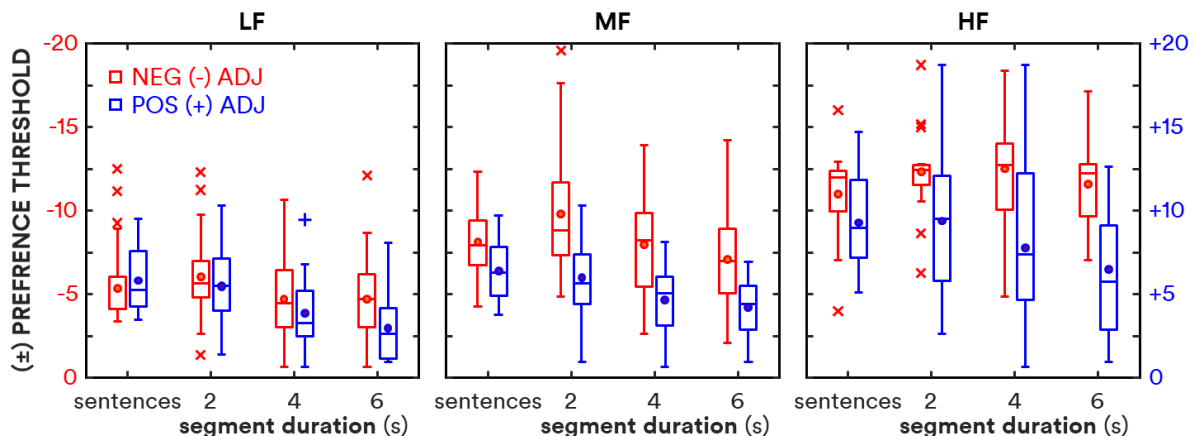 LF MF HF
(±) PREFRENCE THRESHOLD
-20 +20
-15 +15
-10 +10
-5 +5
0 0
NEG (-) ADJ
POS (+) ADJ
sentences 2 4 6 sentences 2 4 6 sentences 2 4 6
segment duration (s) segment duration (s) segment duration (s)